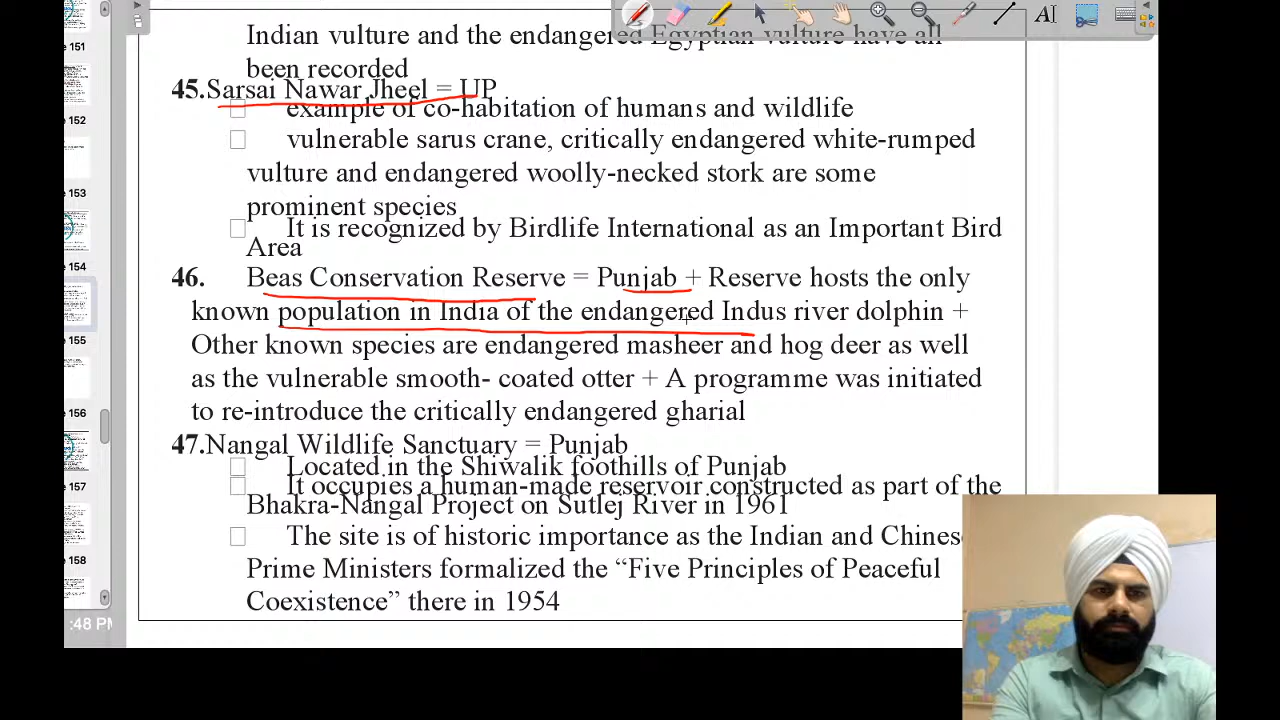 Indian vulture and the endangered Egyptian vulture have all
been recorded
45.Sarsai Nawar Jheel = UP
example of co-habitation of humans and wildlife
vulnerable sarus crane, critically endangered white-rumped
vulture and endangered woolly-necked stork are some
prominent species
It is recognized by Birdlife International as an Important Bird
Area
46. Beas Conservation Reserve = Punjab + Reserve hosts the only
known population in India of the endangered Indus river dolphin +
Other known species are endangered masheer and hog deer as well
as the vulnerable smooth- coated otter + A programme was initiated
to re-introduce the critically endangered gharial
47.Nangal Wildlife Sanctuary = Punjab
Located in the Shiwalik foothills of Punjab
It occupies a human-made reservoir constructed as part of the
Bhakra-Nangal Project on Sutlej River in 1961
The site is of historic importance as the Indian and Chinese
Prime Ministers formalized the “Five Principles of Peaceful
Coexistence” there in 1954
151
152
153
154
155
156
157
158
:48 PM
AI